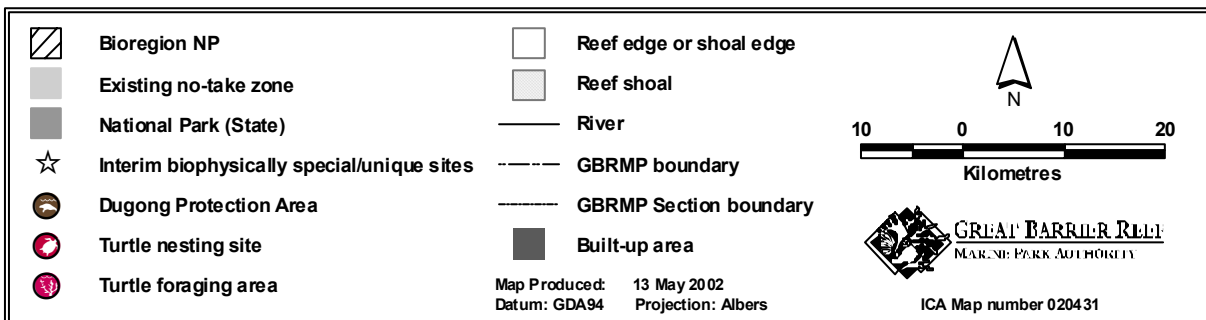 Bioregion NP
Existing no-take zone
National Park (State)
Interim biophysically special/unique sites
Dugong Protection Area
Turtle nesting site
Turtle foraging area
Reef edge or shoal edge
Reef shoal
River
GBRMP boundary
GBRMP Section boundary
Built-up area
Map Produced: 13 May 2002
Datum: GDA94 Projection: Albers
N
10 0 10 20
Kilometres
GREAT BARRIER REEF
MARINE PARK AUTHORITY
ICA Map number 020431